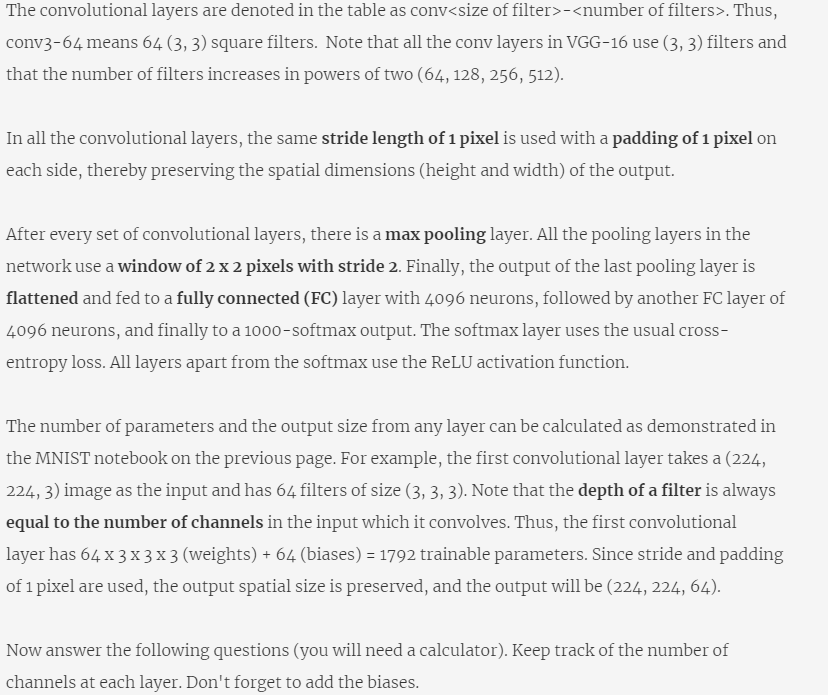 The convolutional layers are denoted in the table as conv<size of filter>-<number of filters>. Thus,
conv3-64 means 64 (3, 3) square filters.  Note that all the conv layers in VGG-16 use (3, 3) filters and
that the number of filters increases in powers of two (64, 128, 256, 512).
In all the convolutional layers, the same stride length of 1 pixel is used with a padding of 1 pixel on
each side, thereby preserving the spatial dimensions (height and width) of the output.
After every set of convolutional layers, there is a max pooling layer. All the pooling layers in the
network use a window of 2 x 2 pixels with stride 2. Finally, the output of the last pooling layer is
flattened and fed to a fully connected (FC) layer with 4096 neurons, followed by another FC layer of
4096 neurons, and finally to a 1000-softmax output. The softmax layer uses the usual cross-
entropy loss. All layers apart from the softmax use the ReLU activation function.
The number of parameters and the output size from any layer can be calculated as demonstrated in
the MNIST notebook on the previous page. For example, the first convolutional layer takes a (224,
224, 3) image as the input and has 64 filters of size (3, 3, 3). Note that the depth of a filter is always
equal to the number of channels in the input which it convolves. Thus, the first convolutional
layer has 64 x 3 x 3 x 3 (weights) + 64 (biases) = 1792 trainable parameters. Since stride and padding
of 1 pixel are used, the output spatial size is preserved, and the output will be (224, 224, 64).
Now answer the following questions (you will need a calculator). Keep track of the number of
channels at each layer. Don't forget to add the biases.